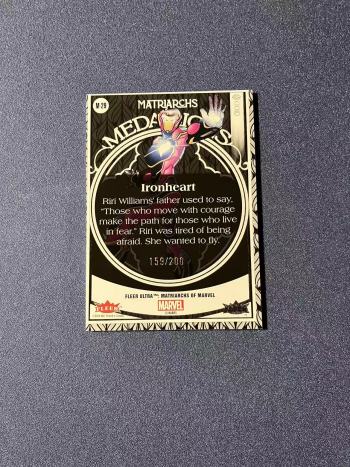 M-29
MATRIARCHS
MEDALLIONS
Ironheart
Riri Williams' father used to say,
"Those who move with courage
make the path for those who live
in fear." Riri was tired of being
afraid. She wanted to fly.
159/200
FLEER ULTRA™: MATRIARCHS OF MARVEL
FLEER
MARVEL